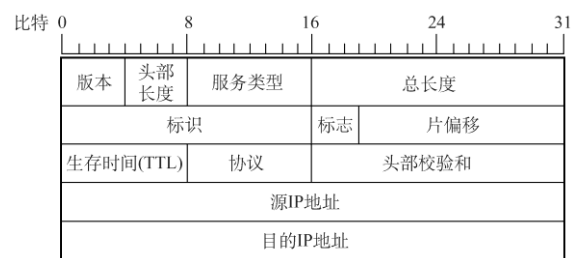 比特 0 8 16 24 31
版本 头部长度 服务类型 总长度
标识 标志 片偏移
生存时间(TTL) 协议 头部校验和
源IP地址
目的IP地址